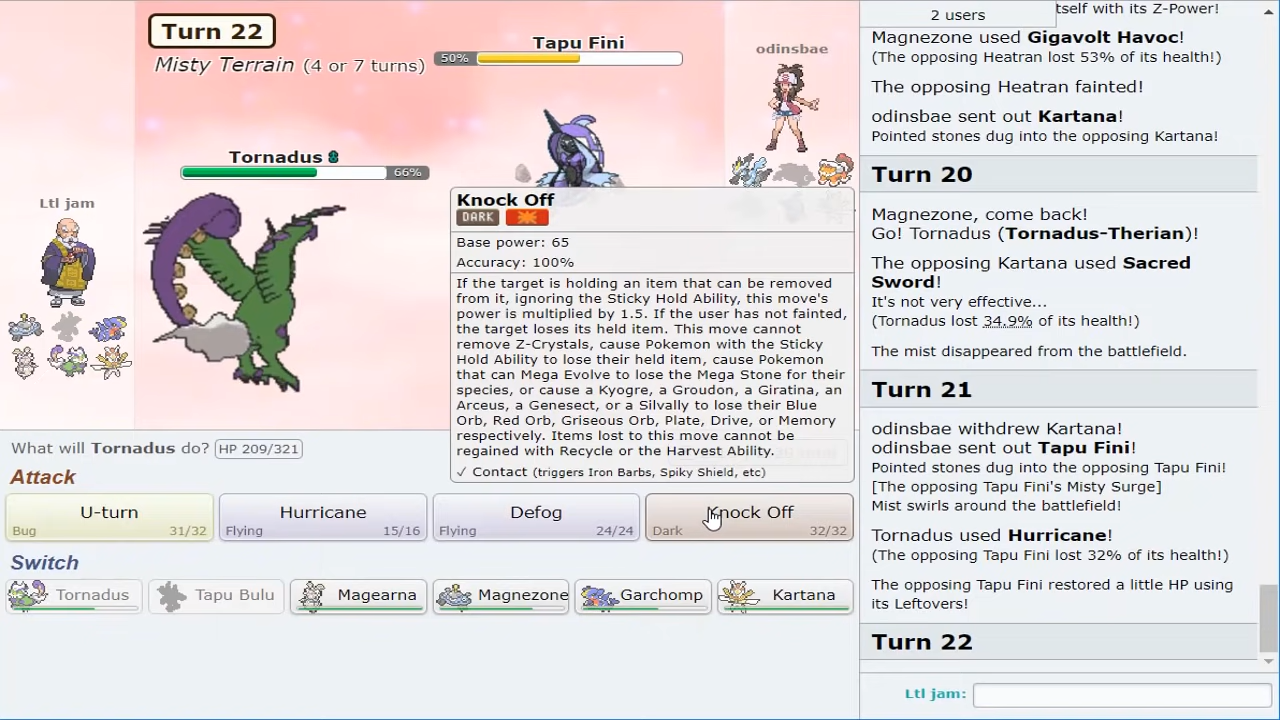 Turn 22
Misty Terrain (4 or 7 turns)
Tapu Fini
50%
odinsbae
Tornadus 8
66%
Ltl jam
Knock Off
DARK
Base power: 65
Accuracy: 100%
If the target is holding an item that can be removed
from it, ignoring the Sticky Hold Ability, this move's
power is multiplied by 1.5. If the user has not fainted,
the target loses its held item. This move cannot
remove Z-Crystals, cause Pokemon with the Sticky
Hold Ability to lose their held item, cause Pokemon
that can Mega Evolve to lose the Mega Stone for their
species, or cause a Kyogre, a Groudon, a Giratina, an
Arceus, a Genesect, or a Silvally to lose their Blue
Orb, Red Orb, Griseous Orb, Plate, Drive, or Memory
respectively. Items lost to this move cannot be
regained with Recycle or the Harvest Ability.
✓ Contact (triggers Iron Barbs, Spiky Shield, etc)
What will Tornadus do? HP 209/321
Attack
U-turn
Bug 31/32
Hurricane
Flying 15/16
Defog
Flying 24/24
Knock Off
Dark 32/32
Switch
Tornadus
Tapu Bulu
Magearna
Magnezone
Garchomp
Kartana
2 users
tself with its Z-Power!
Magnezone used Gigavolt Havoc!
(The opposing Heatran lost 53% of its health!)
The opposing Heatran fainted!
odinsbae sent out Kartana!
Pointed stones dug into the opposing Kartana!
Turn 20
Magnezone, come back!
Go! Tornadus (Tornadus-Therian)!
The opposing Kartana used Sacred
Sword!
It's not very effective...
(Tornadus lost 34.9% of its health!)
The mist disappeared from the battlefield.
Turn 21
odinsbae withdrew Kartana!
odinsbae sent out Tapu Fini!
Pointed stones dug into the opposing Tapu Fini!
[The opposing Tapu Fini's Misty Surge]
Mist swirls around the battlefield!
Tornadus used Hurricane!
(The opposing Tapu Fini lost 32% of its health!)
The opposing Tapu Fini restored a little HP using
its Leftovers!
Turn 22
Ltl jam: